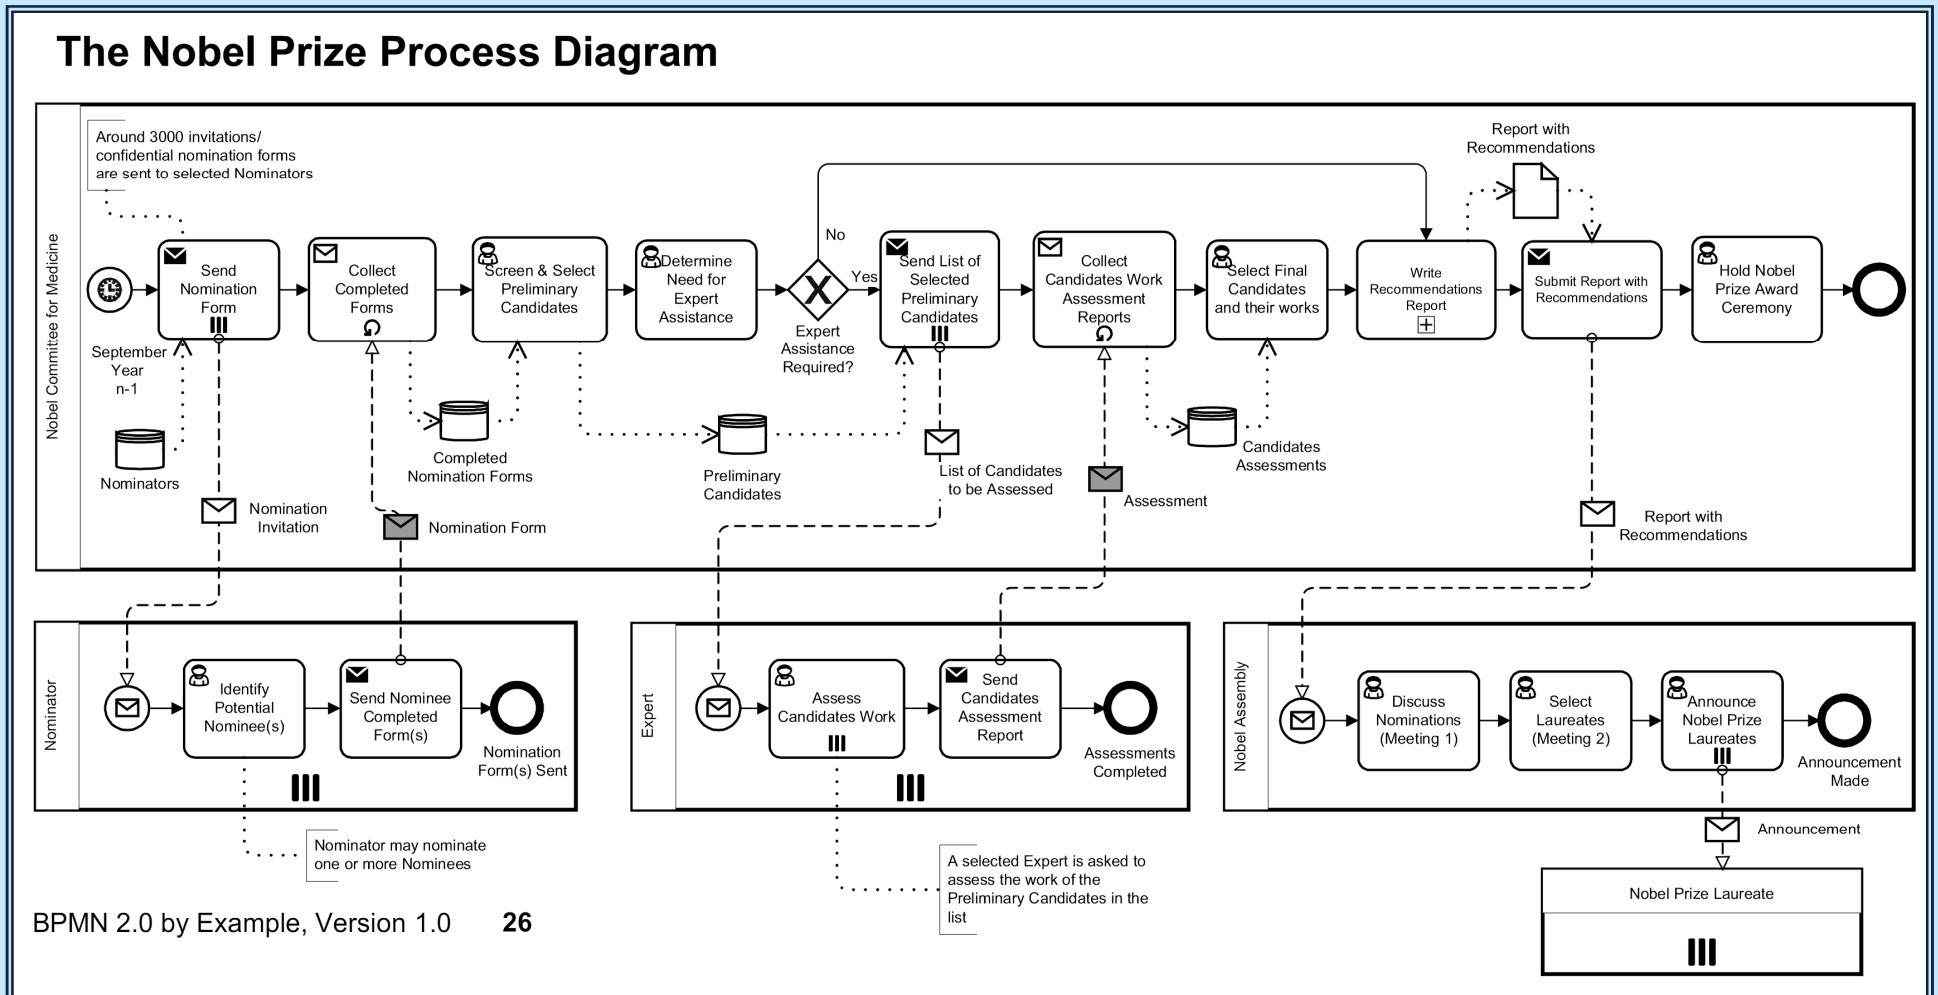 The Nobel Prize Process Diagram
Nobel Committee for Medicine
Around 3000 invitations/
confidential nomination forms
are sent to selected Nominators
September
Year
n-1
Send
Nomination
Form
Collect
Completed
Forms
Screen & Select
Preliminary
Candidates
Determine
Need for
Expert
Assistance
No
Yes
Expert
Assistance
Required?
Send List of
Selected
Preliminary
Candidates
Collect
Candidates Work
Assessment
Reports
Select Final
Candidates
and their works
Write
Recommendations
Report
Report with
Recommendations
Submit Report with
Recommendations
Hold Nobel
Prize Award
Ceremony
Nominators
Nomination
Invitation
Completed
Nomination Forms
Nomination Form
Preliminary
Candidates
List of Candidates
to be Assessed
Assessment
Candidates
Assessments
Report with
Recommendations
Nominator
Identify
Potential
Nominee(s)
Send Nominee
Completed
Form(s)
Nomination
Form(s) Sent
Nominator may nominate
one or more Nominees
Expert
Assess
Candidates Work
Send
Candidates
Assessment
Report
Assessments
Completed
A selected Expert is asked to
assess the work of the
Preliminary Candidates in the
list
Nobel Assembly
Discuss
Nominations
(Meeting 1)
Select
Laureates
(Meeting 2)
Announce
Nobel Prize
Laureates
Announcement
Made
Announcement
Nobel Prize Laureate
BPMN 2.0 by Example, Version 1.0 26